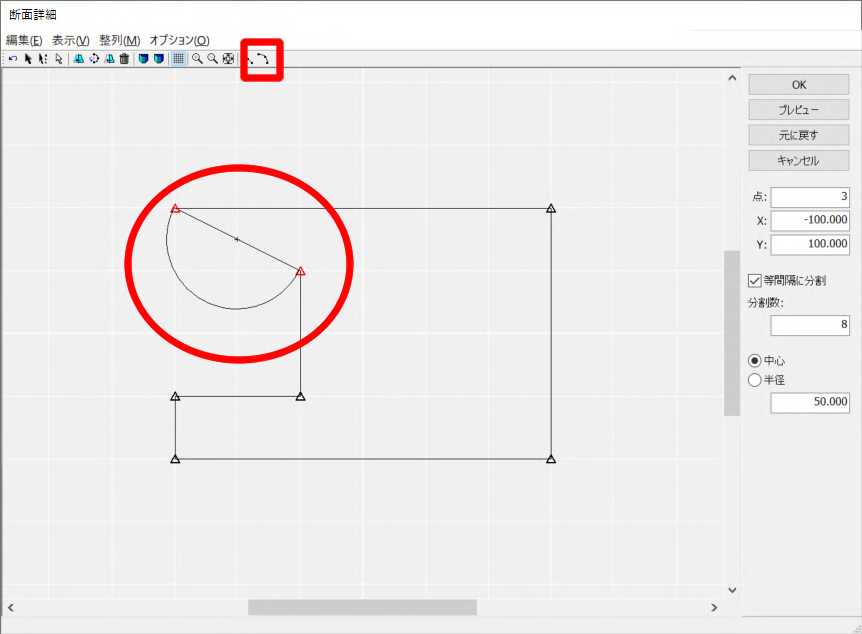 断面詳細
編集(E) 表示(V) 整列(M) オプション(O)
OK
プレビュー
元に戻す
キャンセル
点: 3
X: -100.000
Y: 100.000
等間隔に分割
分割数:
8
中心
半径
50.000